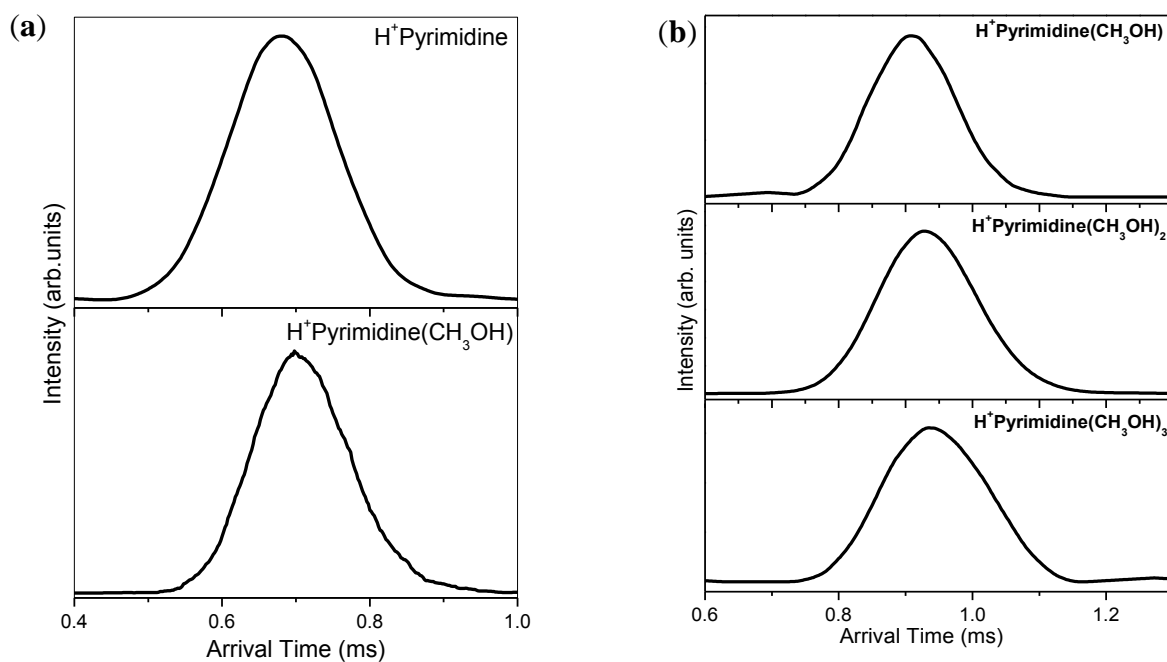 (a)
H⁺Pyrimidine
H⁺Pyrimidine(CH₃OH)
Intensity (arb.units)
0.4 0.6 0.8 1.0
Arrival Time (ms)
(b)
H⁺Pyrimidine(CH₃OH)
H⁺Pyrimidine(CH₃OH)₂
H⁺Pyrimidine(CH₃OH)₃
Intensity (arb. units)
0.6 0.8 1.0 1.2
Arrival Time (ms)